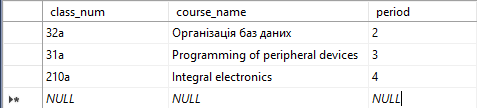 class_num course_name period
32a Організація баз даних 2
31a Programming of peripheral devices 3
210a Integral electronics 4
NULL NULL NULL